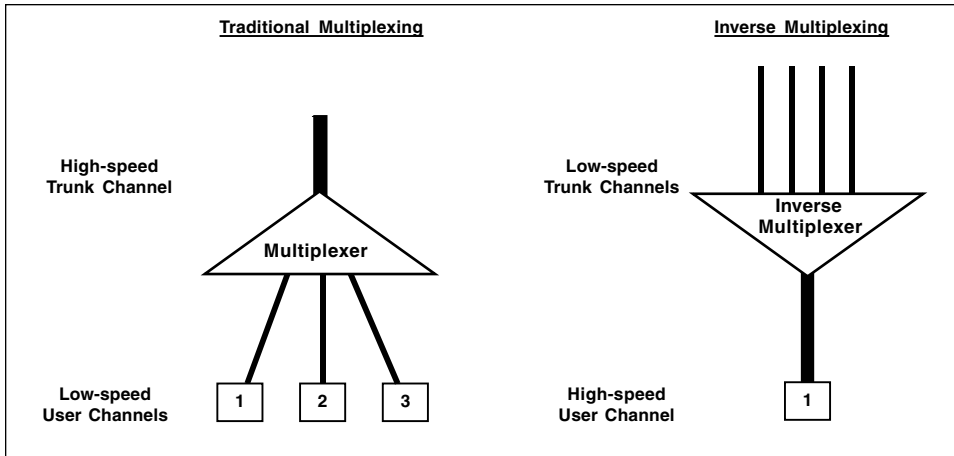 Traditional Multiplexing
High-speed
Trunk Channel
Multiplexer
Low-speed
User Channels
1
2
3
Inverse Multiplexing
Low-speed
Trunk Channels
Inverse
Multiplexer
High-speed
User Channel
1